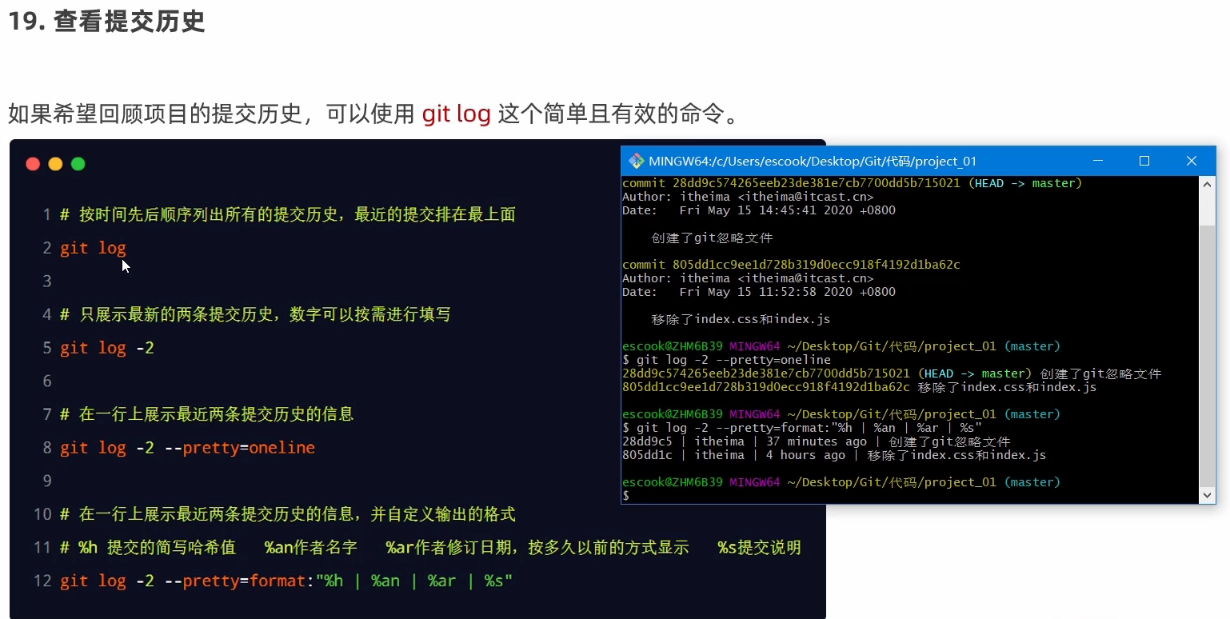 19. 查看提交历史
如果希望回顾项目的提交历史，可以使用 git log 这个简单且有效的命令。
1 # 按时间先后顺序列出所有的提交历史，最近的提交排在最上面
2 git log
3
4 # 只展示最新的两条提交历史，数字可以按需进行填写
5 git log -2
6
7 # 在一行上展示最近两条提交历史的信息
8 git log -2 --pretty=oneline
9
10 # 在一行上展示最近两条提交历史的信息，并自定义输出的格式
11 # %h 提交的简写哈希值 %an作者名字 %ar作者修订日期，按多久以前的方式显示 %s提交说明
12 git log -2 --pretty=format:"%h | %an | %ar | %s"
MINGW64:/c/Users/escook/Desktop/Git/代码/project_01
commit 28dd9c574265eeb23de381e7cb7700dd5b715021 (HEAD -> master)
Author: itheima <itheima@itcast.cn>
Date: Fri May 15 14:45:41 2020 +0800
创建了git忽略文件
commit 805dd1cc9ee1d728b319d0ecc918f4192d1ba62c
Author: itheima <itheima@itcast.cn>
Date: Fri May 15 11:52:58 2020 +0800
移除了index.css和index.js
escook@ZHM6B39 MINGW64 ~/Desktop/Git/代码/project_01 (master)
$ git log -2 --pretty=oneline
28dd9c574265eeb23de381e7cb7700dd5b715021 (HEAD -> master) 创建了git忽略文件
805dd1cc9ee1d728b319d0ecc918f4192d1ba62c 移除了index.css和index.js
escook@ZHM6B39 MINGW64 ~/Desktop/Git/代码/project_01 (master)
$ git log -2 --pretty=format:"%h | %an | %ar | %s"
28dd9c5 | itheima | 37 minutes ago | 创建了git忽略文件
805dd1c | itheima | 4 hours ago | 移除了index.css和index.js
escook@ZHM6B39 MINGW64 ~/Desktop/Git/代码/project_01 (master)
$